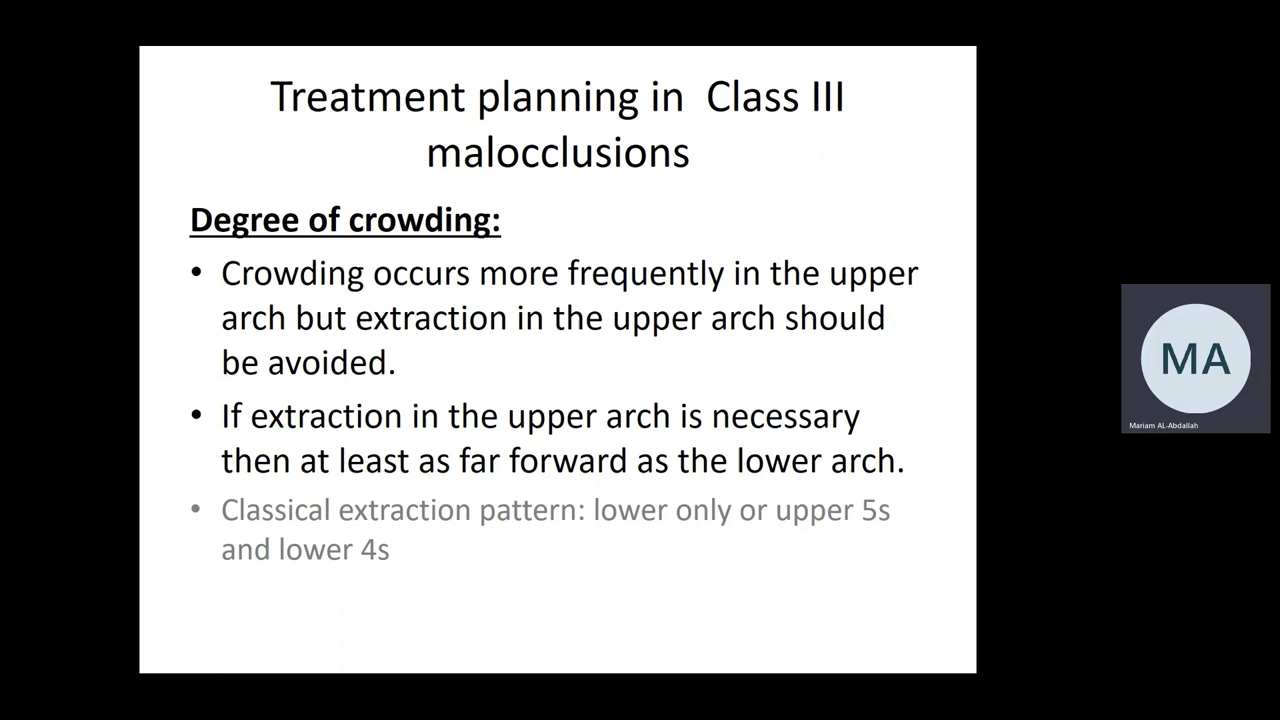 Treatment planning in Class III
malocclusions
Degree of crowding:
• Crowding occurs more frequently in the upper
arch but extraction in the upper arch should
be avoided.
• If extraction in the upper arch is necessary
then at least as far forward as the lower arch.
• Classical extraction pattern: lower only or upper 5s
and lower 4s
MA
Mariam AL-Abdallah